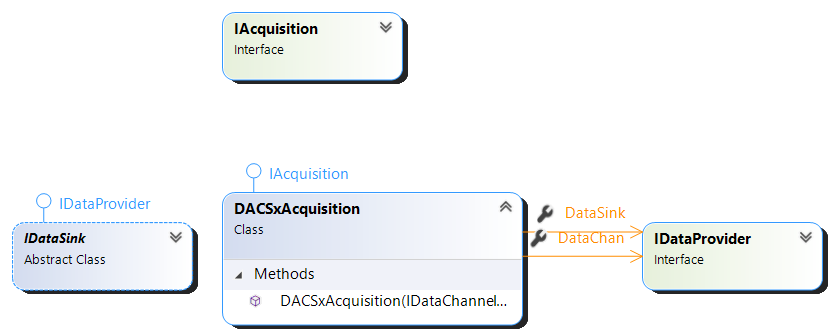 IAcquisition
Interface
IAcquisition
IDataProvider
IDataSink
Abstract Class
DACSxAcquisition
Class
Methods
DACSxAcquisition(IDataChannel...
DataSink
DataChan
IDataProvider
Interface